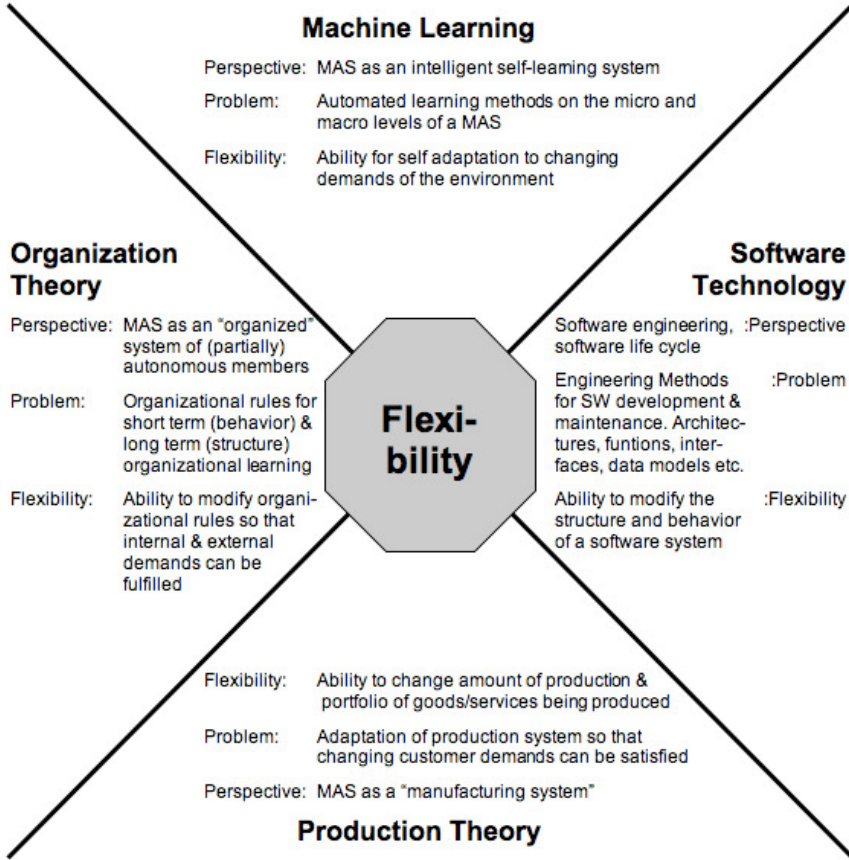 Machine Learning
Perspective: MAS as an intelligent self-learning system
Problem: Automated learning methods on the micro and
macro levels of a MAS
Flexibility: Ability for self adaptation to changing
demands of the environment
Organization
Theory
Perspective: MAS as an “organized”
system of (partially)
autonomous members
Problem: Organizational rules for
short term (behavior) &
long term (structure)
organizational learning
Flexibility: Ability to modify organi-
zational rules so that
internal & external
demands can be
fulfilled
Flexi-
bility
Software
Technology
Software engineering, :Perspective
software life cycle
Engineering Methods :Problem
for SW development &
maintenance. Architec-
tures, funtions, inter-
faces, data models etc.
Ability to modify the :Flexibility
structure and behavior
of a software system
Flexibility: Ability to change amount of production &
portfolio of goods/services being produced
Problem: Adaptation of production system so that
changing customer demands can be satisfied
Perspective: MAS as a “manufacturing system”
Production Theory